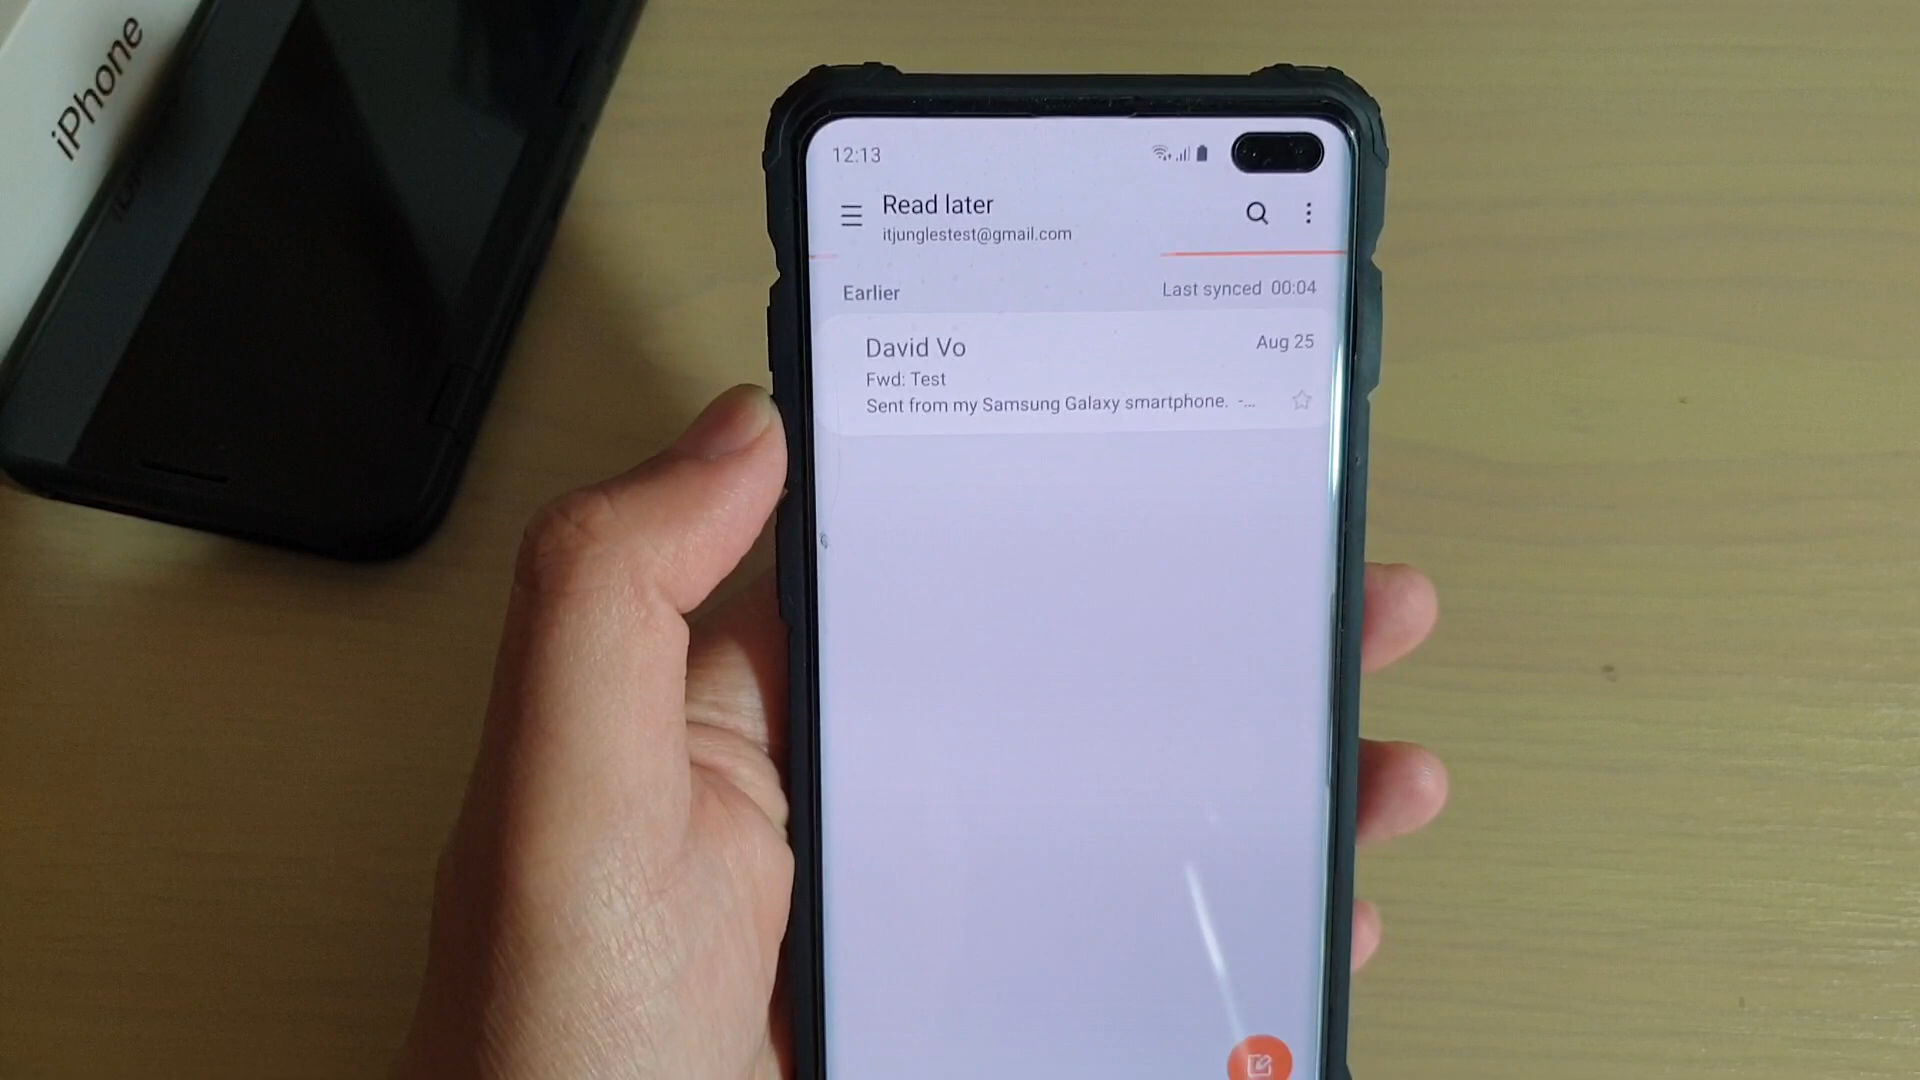 iPhone
12:13
Read later
itjunglestest@gmail.com
Earlier
Last synced 00:04
David Vo
Aug 25
Fwd: Test
Sent from my Samsung Galaxy smartphone. -...